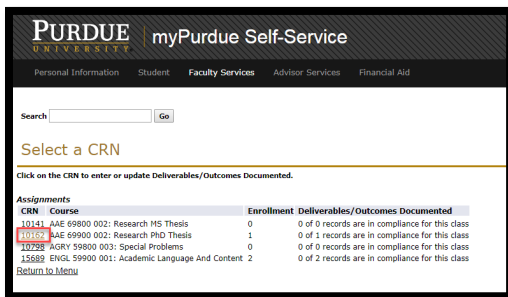 PURDUE myPurdue Self-Service
UNIVERSITY
Personal Information Student Faculty Services Advisor Services Financial Aid
Search Go
Select a CRN
Click on the CRN to enter or update Deliverables/Outcomes Documented.
Assignments
CRN Course Enrollment Deliverables/Outcomes Documented
10141 AAE 69800 002: Research MS Thesis 0 0 of 0 records are in compliance for this class
10162 AAE 69900 002: Research PhD Thesis 1 0 of 1 records are in compliance for this class
10798 AGRY 59800 003: Special Problems 0 0 of 0 records are in compliance for this class
15689 ENGL 59900 001: Academic Language And Content 2 0 of 2 records are in compliance for this class
Return to Menu